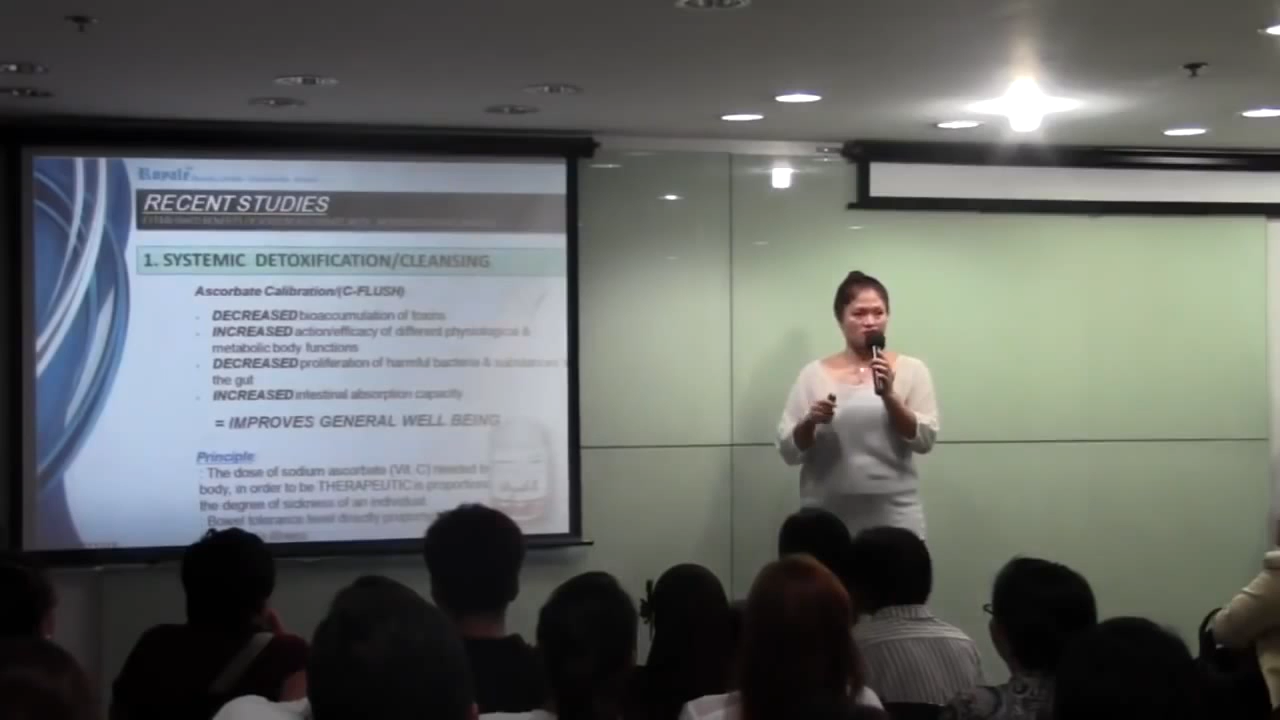 Royale
RECENT STUDIES
1. SYSTEMIC DETOXIFICATION/CLEANSING
Ascorbate Calibration/(C-FLUSH)
DECREASED bioaccumulation of toxins
INCREASED action/efficacy of different physiological &
metabolic body functions
DECREASED proliferation of harmful bacteria & substances
the gut
INCREASED intestinal absorption capacity
= IMPROVES GENERAL WELL BEING
Principle:
The dose of sodium ascorbate (Vit. C) needed b
body, in order to be THERAPEUTIC is proportiona
the degree of sickness of an individual.
Bowel tolerance level directly